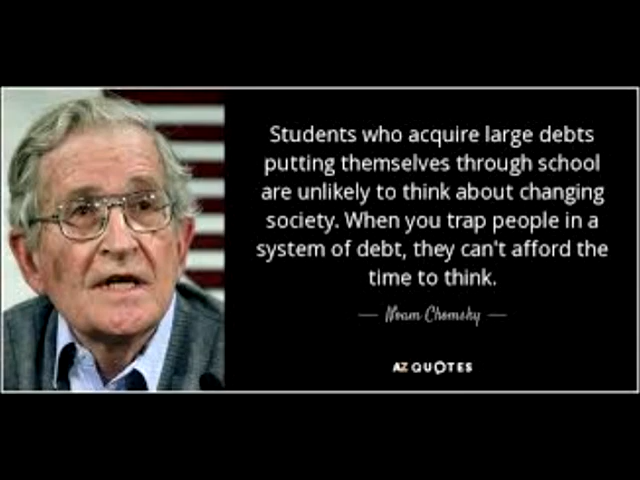 Students who acquire large debts
putting themselves through school
are unlikely to think about changing
society. When you trap people in a
system of debt, they can't afford the
time to think.
— Noam Chomsky —
AZ QUOTES